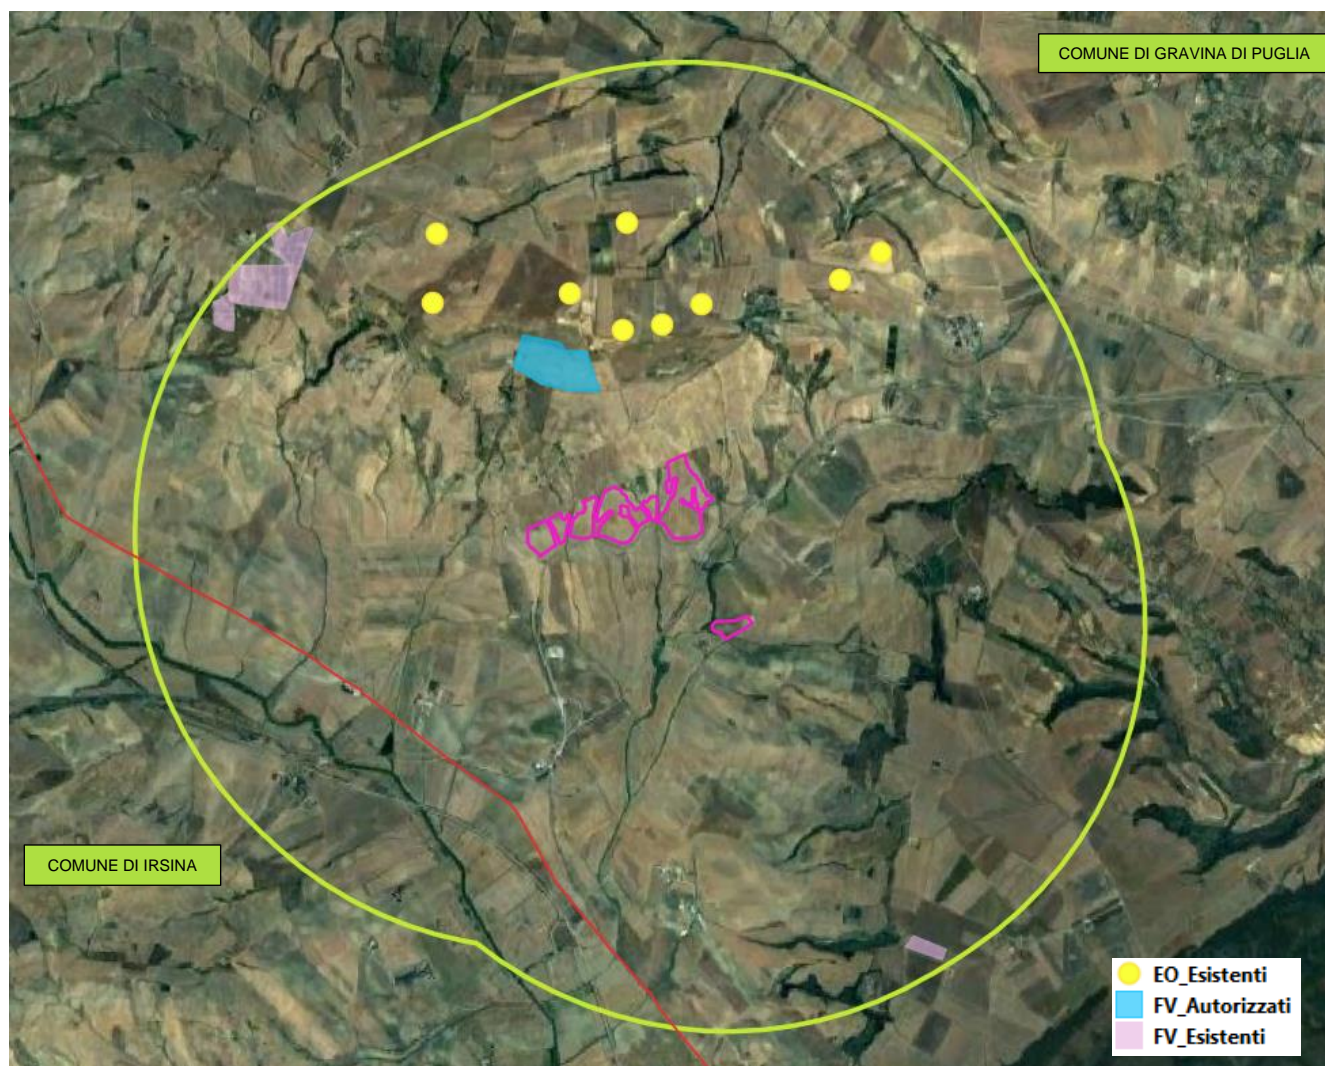 COMUNE DI GRAVINA DI PUGLIA
COMUNE DI IRSINA
EO_Esistenti
FV_Autorizzati
FV_Esistenti